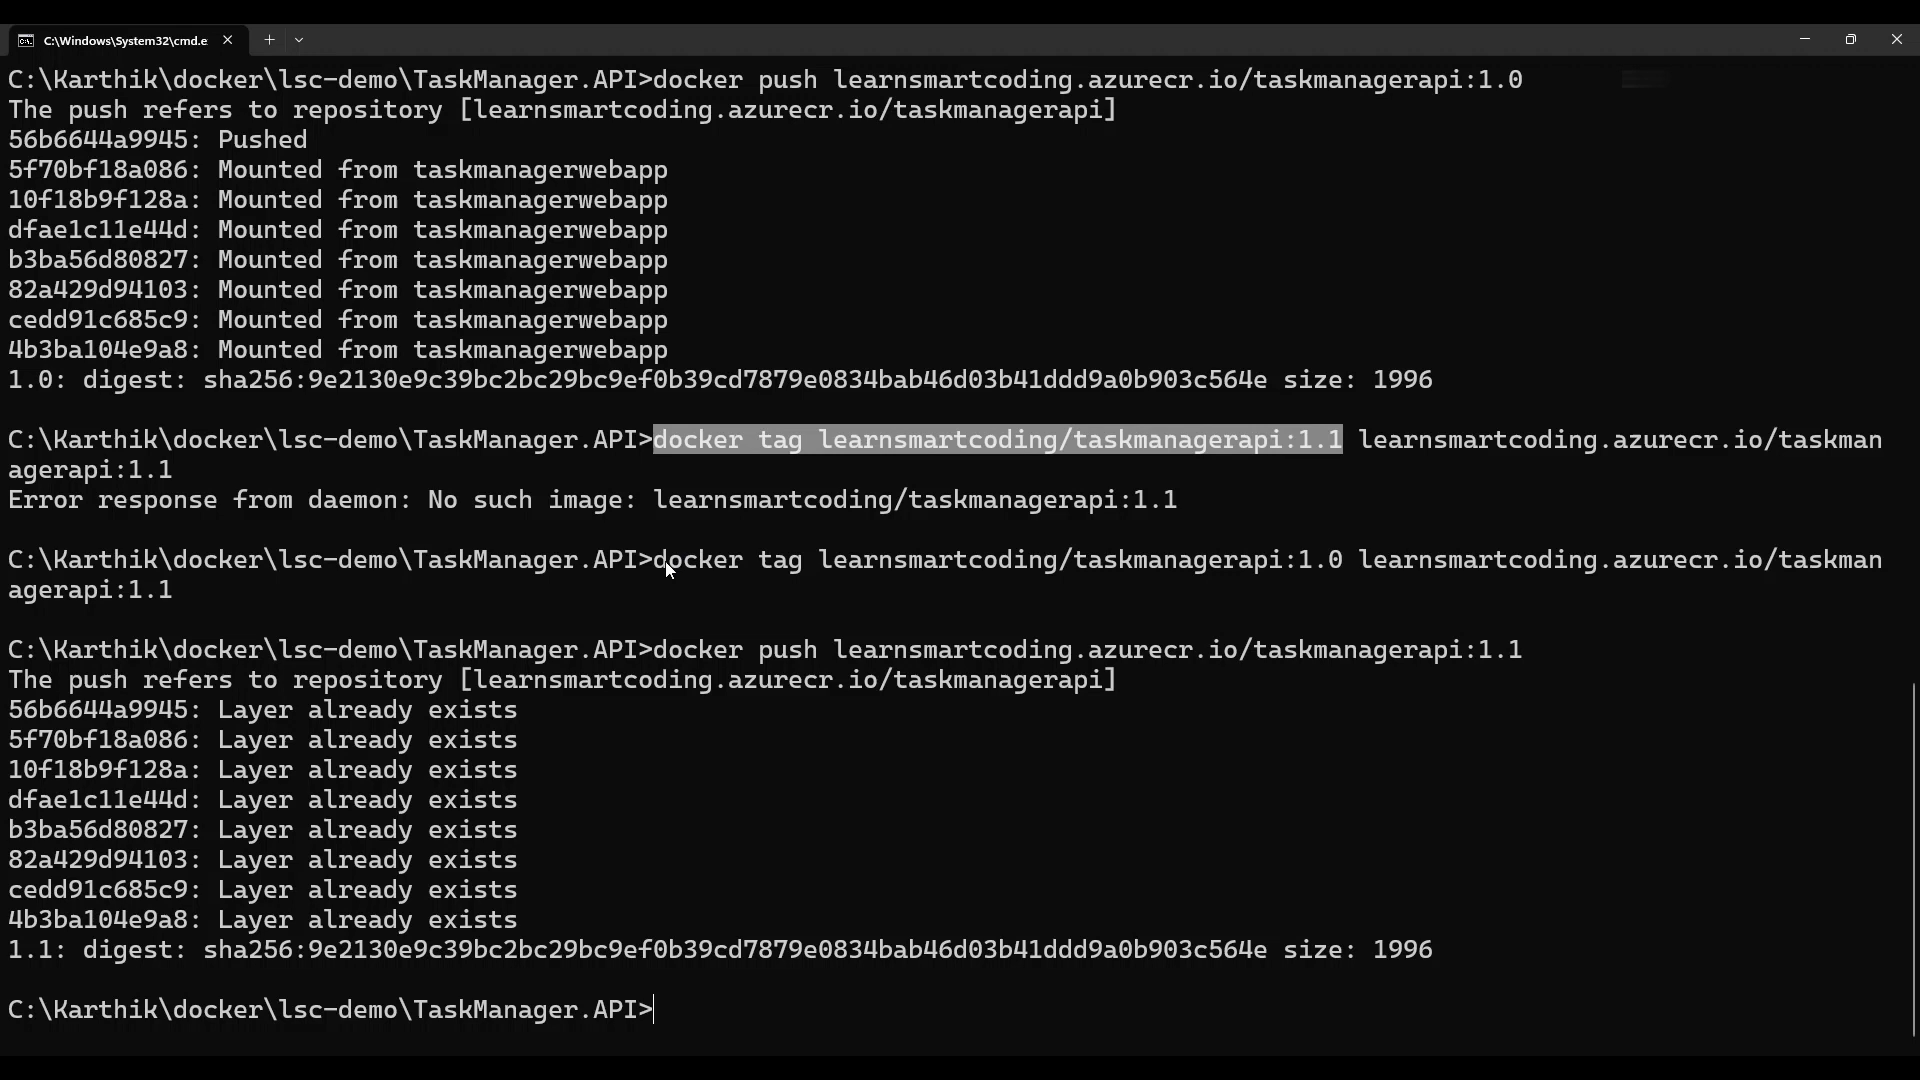 C:\Windows\System32\cmd.e
C:\Karthik\docker\lsc-demo\TaskManager.API>docker push learnsmartcoding.azurecr.io/taskmanagerapi:1.0
The push refers to repository [learnsmartcoding.azurecr.io/taskmanagerapi]
56b6644a9945: Pushed
5f70bf18a086: Mounted from taskmanagerwebapp
10f18b9f128a: Mounted from taskmanagerwebapp
dfae1c11e44d: Mounted from taskmanagerwebapp
b3ba56d80827: Mounted from taskmanagerwebapp
82a429d94103: Mounted from taskmanagerwebapp
cedd91c685c9: Mounted from taskmanagerwebapp
4b3ba104e9a8: Mounted from taskmanagerwebapp
1.0: digest: sha256:9e2130e9c39bc2bc29bc9ef0b39cd7879e0834bab46d03b41ddd9a0b903c564e size: 1996
C:\Karthik\docker\lsc-demo\TaskManager.API>docker tag learnsmartcoding/taskmanagerapi:1.1 learnsmartcoding.azurecr.io/taskman
agerapi:1.1
Error response from daemon: No such image: learnsmartcoding/taskmanagerapi:1.1
C:\Karthik\docker\lsc-demo\TaskManager.API>docker tag learnsmartcoding/taskmanagerapi:1.0 learnsmartcoding.azurecr.io/taskman
agerapi:1.1
C:\Karthik\docker\lsc-demo\TaskManager.API>docker push learnsmartcoding.azurecr.io/taskmanagerapi:1.1
The push refers to repository [learnsmartcoding.azurecr.io/taskmanagerapi]
56b6644a9945: Layer already exists
5f70bf18a086: Layer already exists
10f18b9f128a: Layer already exists
dfae1c11e44d: Layer already exists
b3ba56d80827: Layer already exists
82a429d94103: Layer already exists
cedd91c685c9: Layer already exists
4b3ba104e9a8: Layer already exists
1.1: digest: sha256:9e2130e9c39bc2bc29bc9ef0b39cd7879e0834bab46d03b41ddd9a0b903c564e size: 1996
C:\Karthik\docker\lsc-demo\TaskManager.API>